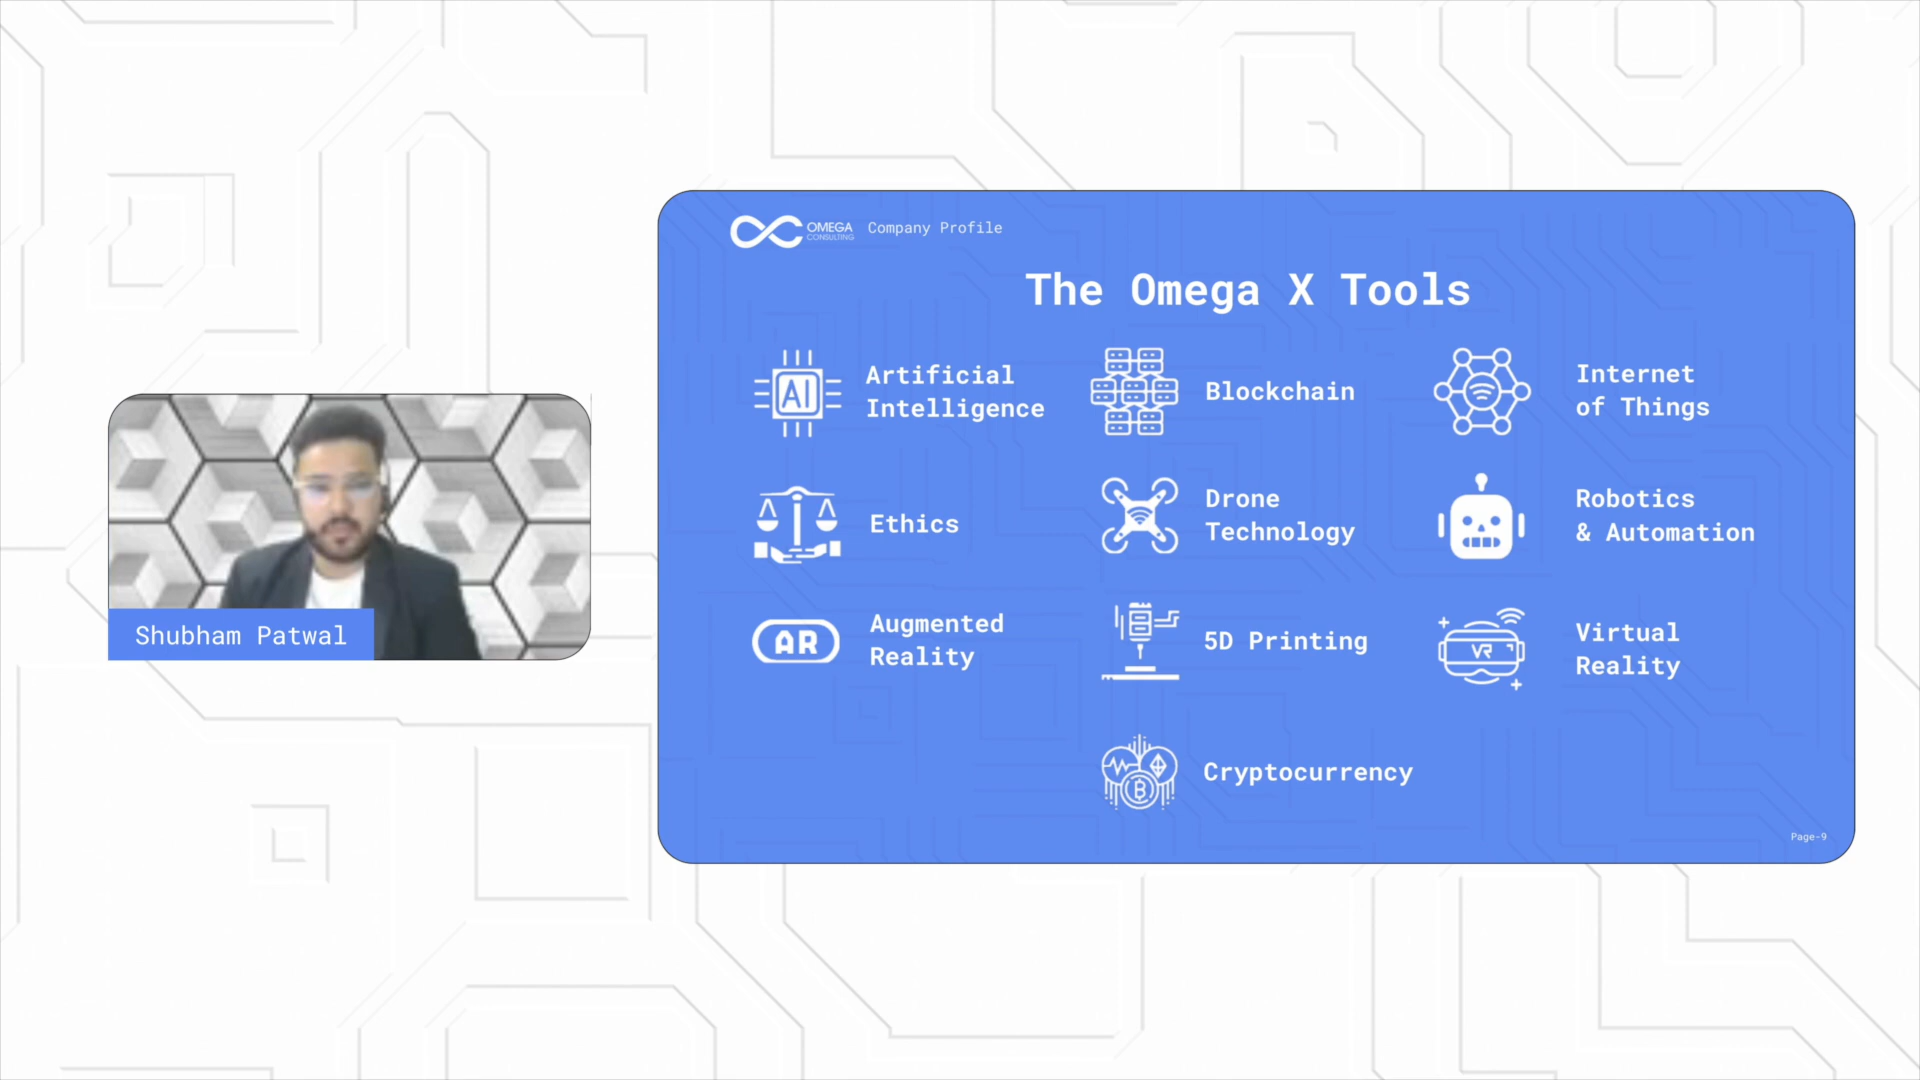 OMEGA
CONSULTING
Company Profile
The Omega X Tools
AI
Artificial
Intelligence
Blockchain
Internet
of Things
Ethics
Drone
Technology
Robotics
& Automation
AR
Augmented
Reality
5D Printing
VR
Virtual
Reality
B
Cryptocurrency
Page-9
Shubham Patwal